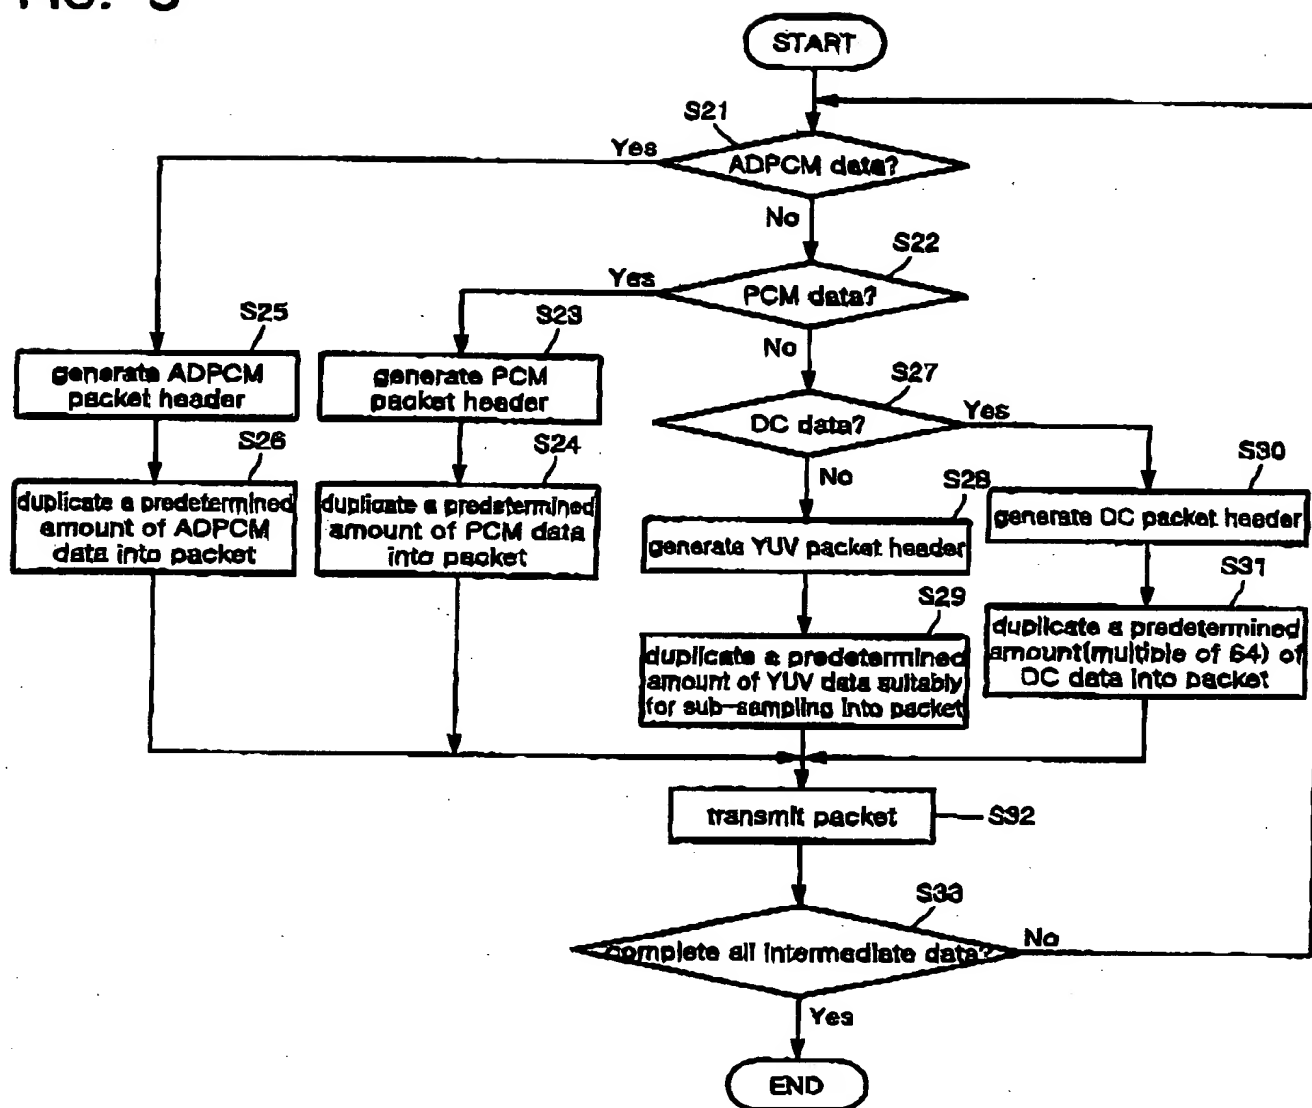 START
S21
Yes
ADPCM data?
No
S22
Yes
PCM data?
No
S25
generate ADPCM
packet header
S23
generate PCM
packet header
S27
DC data?
Yes
No
S26
duplicate a predetermined
amount of ADPCM
data into packet
S24
duplicate a predetermined
amount of PCM data
into packet
S28
generate YUV packet header
S30
generate DC packet header
S29
duplicate a predetermined
amount of YUV data suitably
for sub-sampling into packet
S31
duplicate a predetermined
amount(multiple of 64) of
DC data into packet
transmit packet
S32
S33
complete all intermediate data?
No
Yes
END